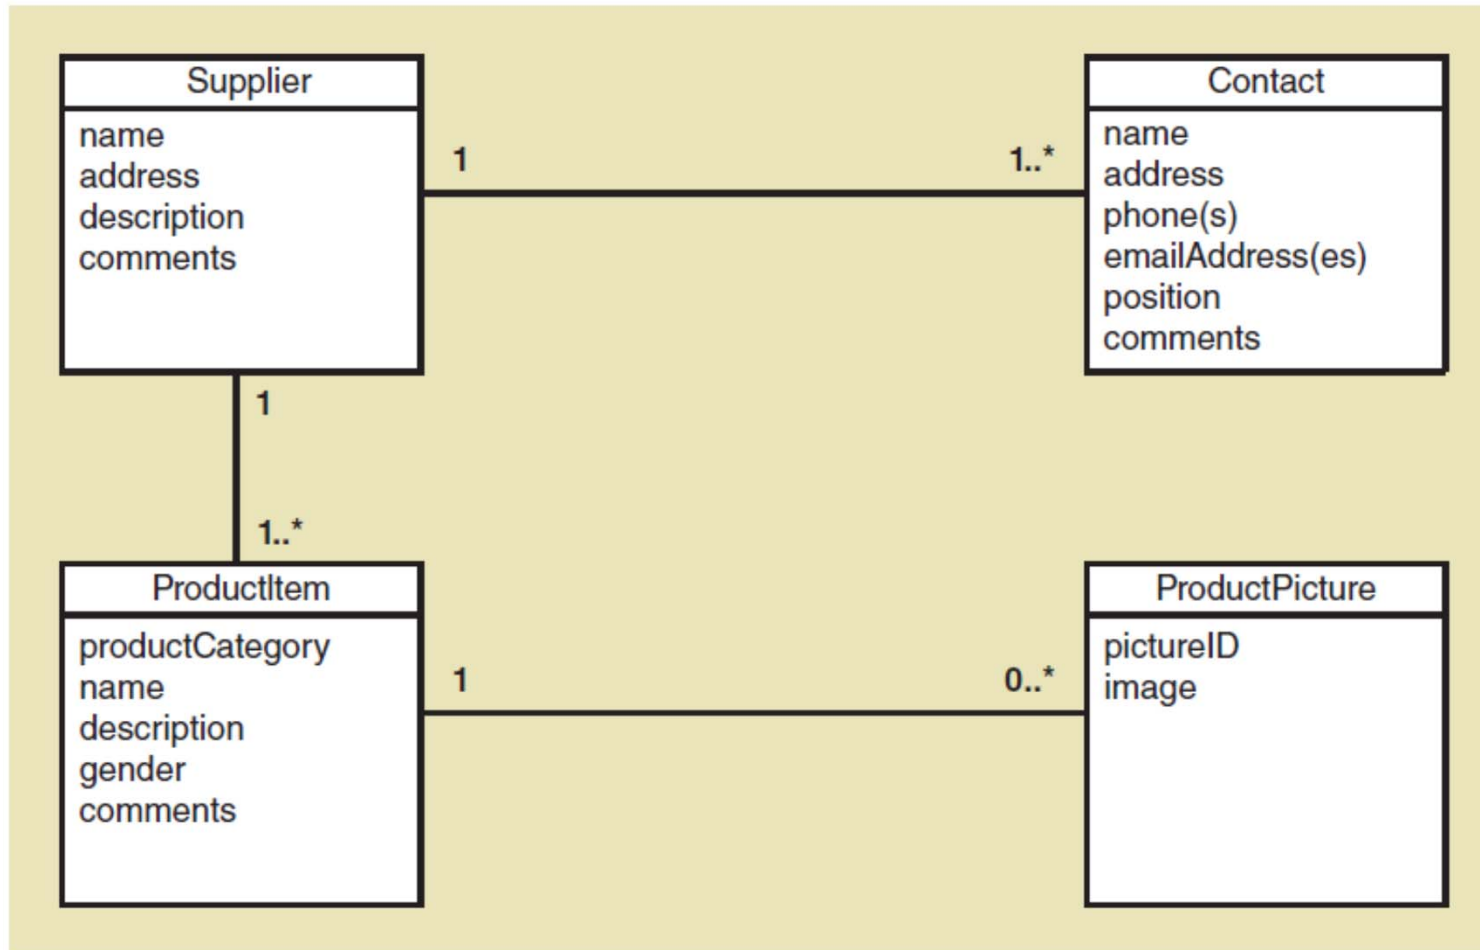 Supplier
name
address
description
comments
1
1..*
Contact
name
address
phone(s)
emailAddress(es)
position
comments
1
1..*
ProductItem
productCategory
name
description
gender
comments
1
0..*
ProductPicture
pictureID
image